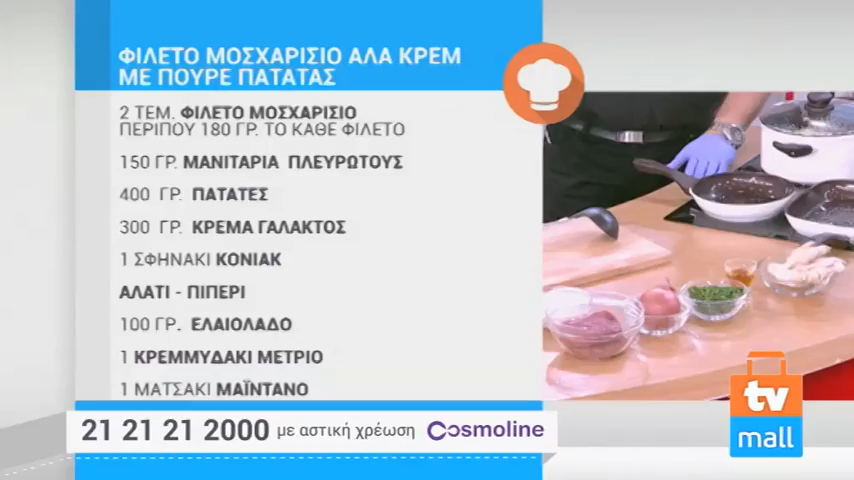 ΦΙΛΕΤΟ ΜΟΣΧΑΡΙΣΙΟ ΑΛΑ ΚΡΕΜ
ΜΕ ΠΟΥΡΕ ΠΑΤΑΤΑΣ
2 ΤΕΜ. ΦΙΛΕΤΟ ΜΟΣΧΑΡΙΣΙΟ
ΠΕΡΙΠΟΥ 180 ΓΡ. ΤΟ ΚΑΘΕ ΦΙΛΕΤΟ
150 ΓΡ. ΜΑΝΙΤΑΡΙΑ ΠΛΕΥΡΩΤΟΥΣ
400 ΓΡ. ΠΑΤΑΤΕΣ
300 ΓΡ. ΚΡΕΜΑ ΓΑΛΑΚΤΟΣ
1 ΣΦΗΝΑΚΙ ΚΟΝΙΑΚ
ΑΛΑΤΙ - ΠΙΠΕΡΙ
100 ΓΡ. ΕΛΑΙΟΛΑΔΟ
1 ΚΡΕΜΜΥΔΑΚΙ ΜΕΤΡΙΟ
1 ΜΑΤΣΑΚΙ ΜΑΪΝΤΑΝΟ
21 21 21 2000 με αστική χρέωση Cosmoline
tv
mall